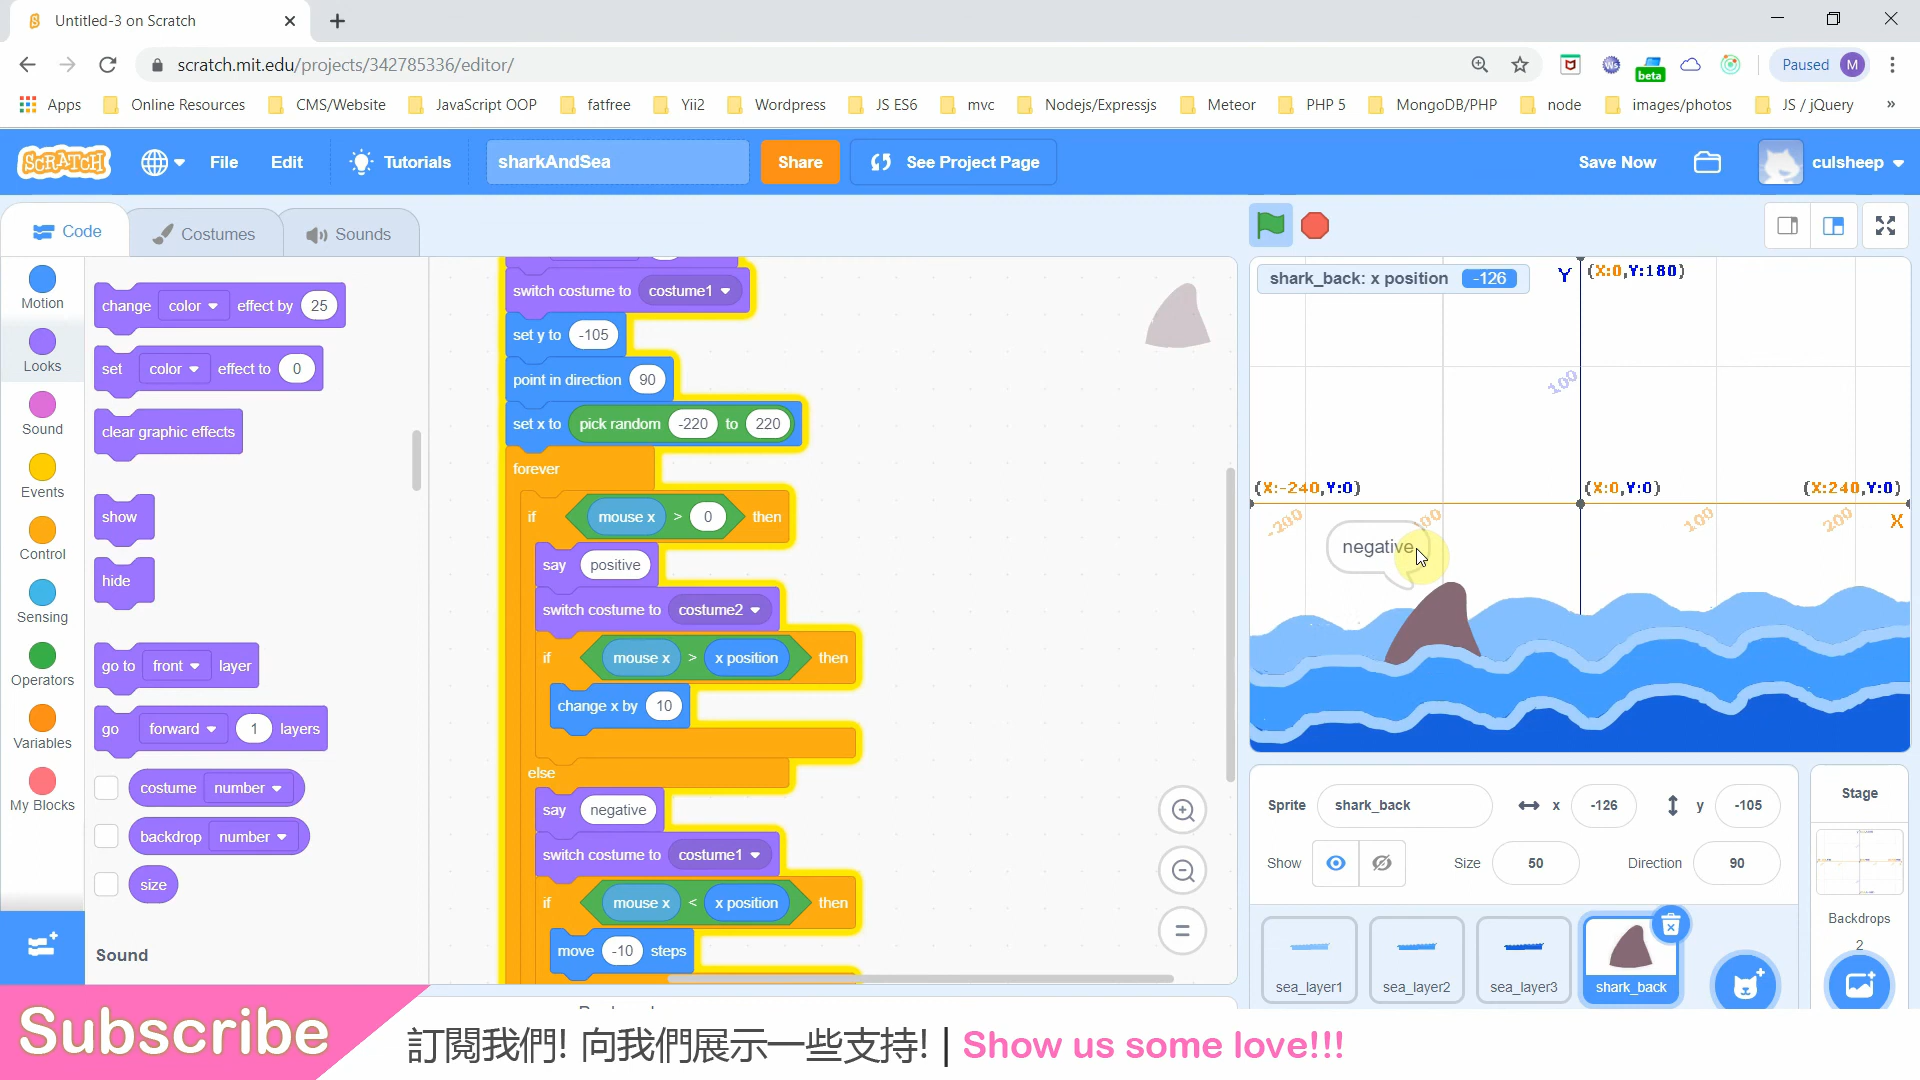 Untitled-3 on Scratch
scratch.mit.edu/projects/342785336/editor/
beta
Paused M
Apps Online Resources CMS/Website JavaScript OOP fatfree Yii2 Wordpress JS ES6 mvc Nodejs/Expressjs Meteor PHP 5 MongoDB/PHP node images/photos JS / jQuery »
SCRATCH File Edit Tutorials sharkAndSea Share See Project Page Save Now culsheep
Code Costumes Sounds
Motion
Looks
Sound
Events
Control
Sensing
Operators
Variables
My Blocks
change color effect by 25
set color effect to 0
clear graphic effects
show
hide
go to front layer
go forward 1 layers
costume number
backdrop number
size
Sound
switch costume to costume1
set y to -105
point in direction 90
set x to pick random -220 to 220
forever
if mouse x > 0 then
say positive
switch costume to costume2
if mouse x > x position then
change x by 10
else
say negative
switch costume to costume1
if mouse x < x position then
move -10 steps
shark_back: x position -126
Y (X:0,Y:180)
100
(X:-240,Y:0) (X:0,Y:0) (X:240,Y:0)
-200 100 200 X
negative
Sprite shark_back x -126 y -105
Show Size 50 Direction 90
sea_layer1 sea_layer2 sea_layer3 shark_back
Stage
Backdrops
2
Subscribe
訂閱我們! 向我們展示一些支持! | Show us some love!!!